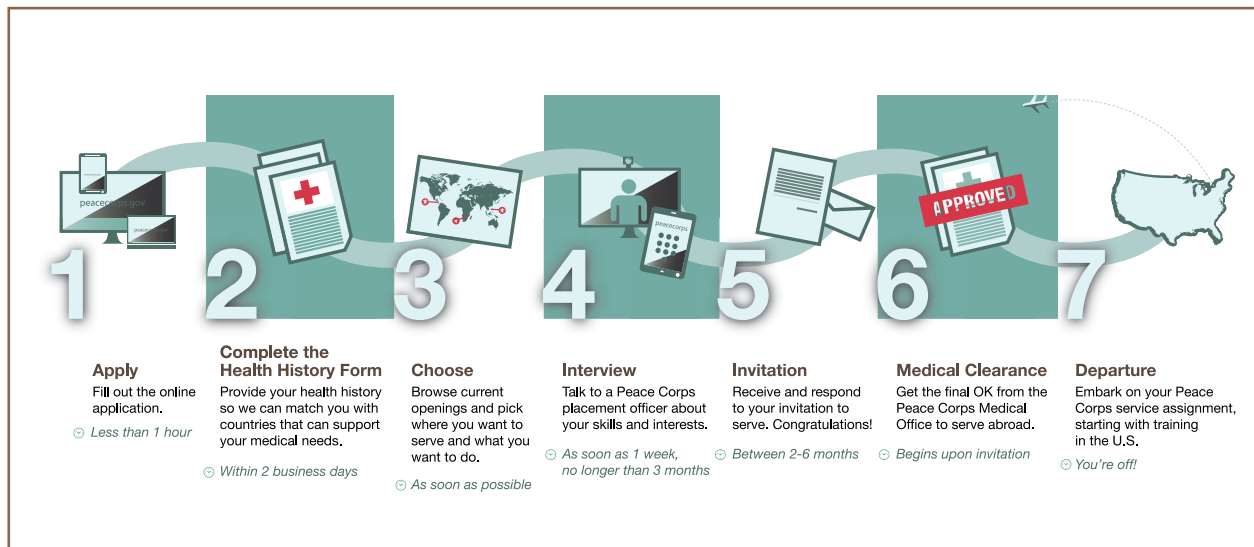 peacecorps.gov
peacecorps
1
Apply
Fill out the online
application.
Less than 1 hour
2
Complete the
Health History Form
Provide your health history
so we can match you with
countries that can support
your medical needs.
Within 2 business days
3
Choose
Browse current
openings and pick
where you want to
serve and what you
want to do.
As soon as possible
peacecorps
4
Interview
Talk to a Peace Corps
placement officer about
your skills and interests.
As soon as 1 week,
no longer than 3 months
5
Invitation
Receive and respond
to your invitation to
serve. Congratulations!
Between 2-6 months
APPROVED
6
Medical Clearance
Get the final OK from the
Peace Corps Medical
Office to serve abroad.
Begins upon invitation
7
Departure
Embark on your Peace
Corps service assignment,
starting with training
in the U.S.
You're off!